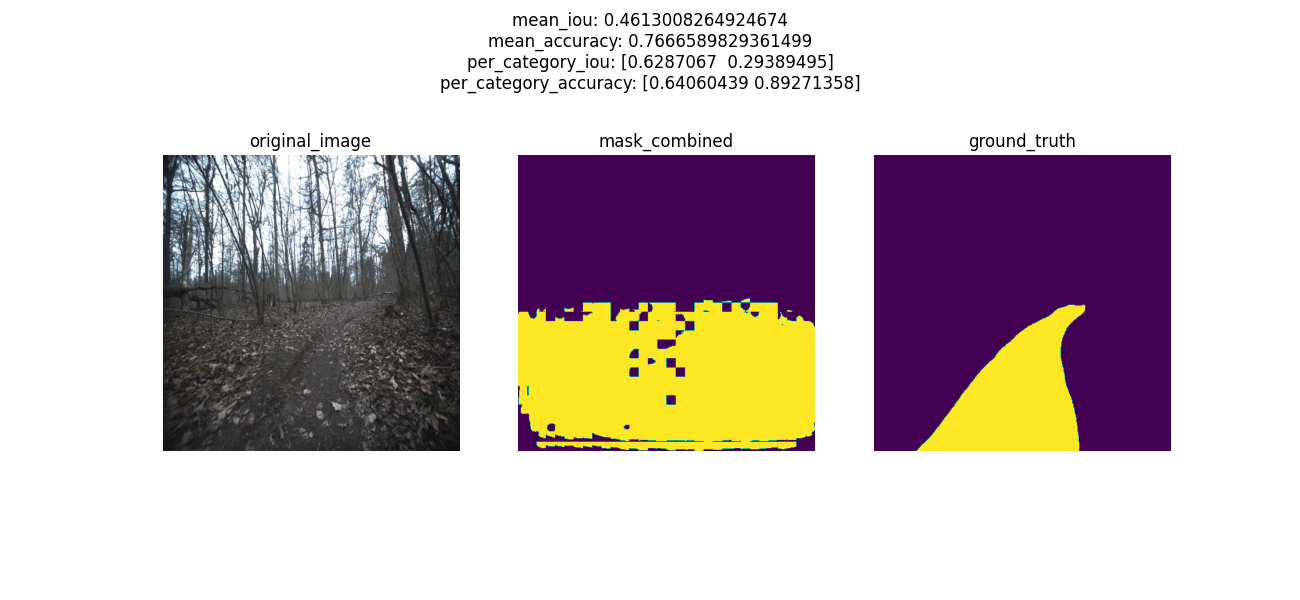 mean_iou: 0.4613008264924674
mean_accuracy: 0.7666589829361499
per_category_iou: [0.6287067  0.29389495]
per_category_accuracy: [0.64060439 0.89271358]
original_image
mask_combined
ground_truth